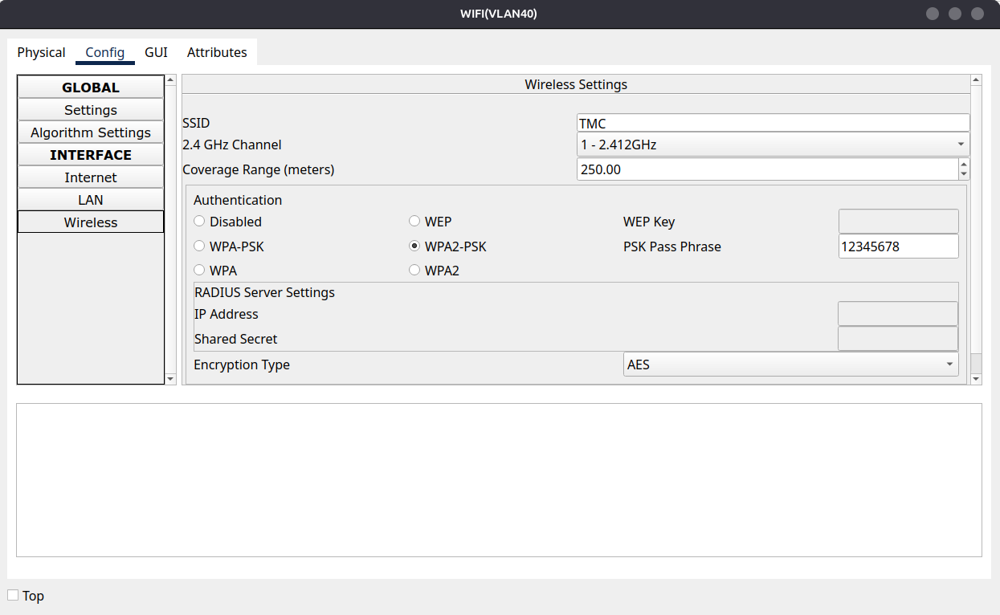 WIFI(VLAN40)
Physical Config GUI Attributes
GLOBAL
Settings
Algorithm Settings
INTERFACE
Internet
LAN
Wireless
Wireless Settings
SSID TMC
2.4 GHz Channel 1 - 2.412GHz
Coverage Range (meters) 250.00
Authentication
Disabled WEP WEP Key
WPA-PSK WPA2-PSK PSK Pass Phrase 12345678
WPA WPA2
RADIUS Server Settings
IP Address
Shared Secret
Encryption Type AES
Top